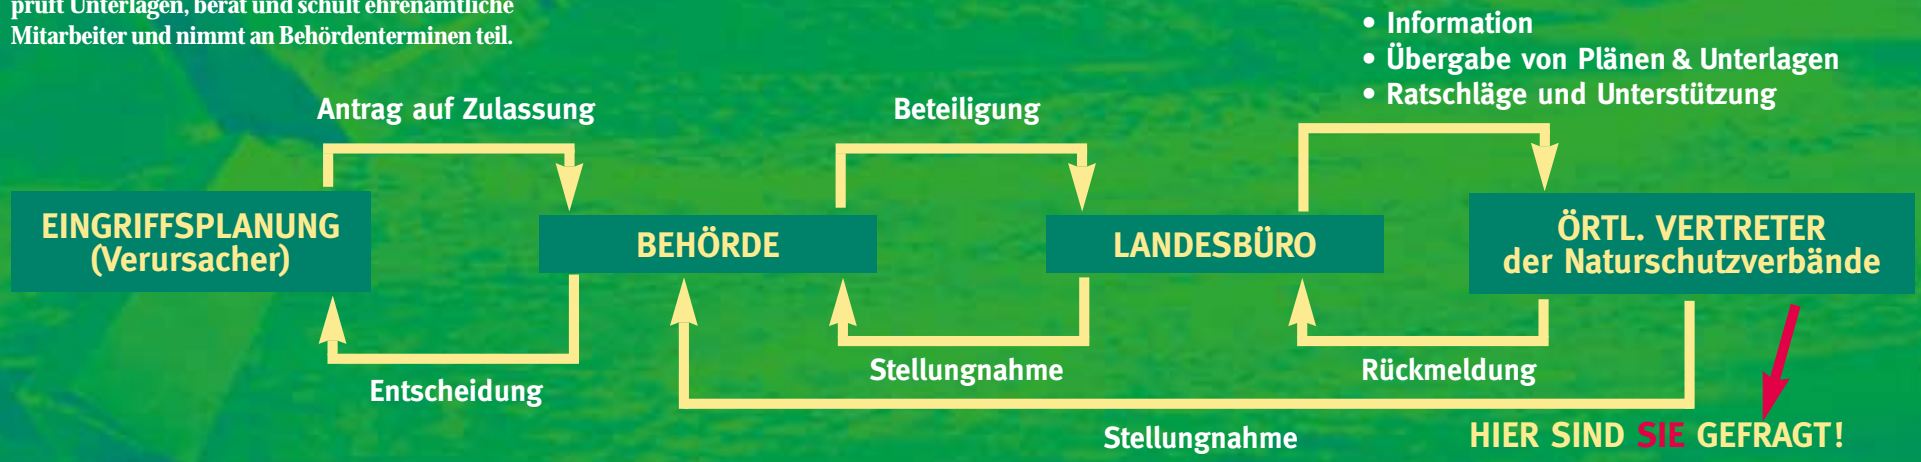 prüft Unterlagen, berät und schult ehrenamtliche
Mitarbeiter und nimmt an Behördenterminen teil.
• Information
• Übergabe von Plänen & Unterlagen
• Ratschläge und Unterstützung
Antrag auf Zulassung
Beteiligung
EINGRIFFSPLANUNG
(Verursacher)
BEHÖRDE
LANDESBÜRO
ÖRTL. VERTRETER
der Naturschutzverbände
Entscheidung
Stellungnahme
Rückmeldung
Stellungnahme
HIER SIND SIE GEFRAGT!